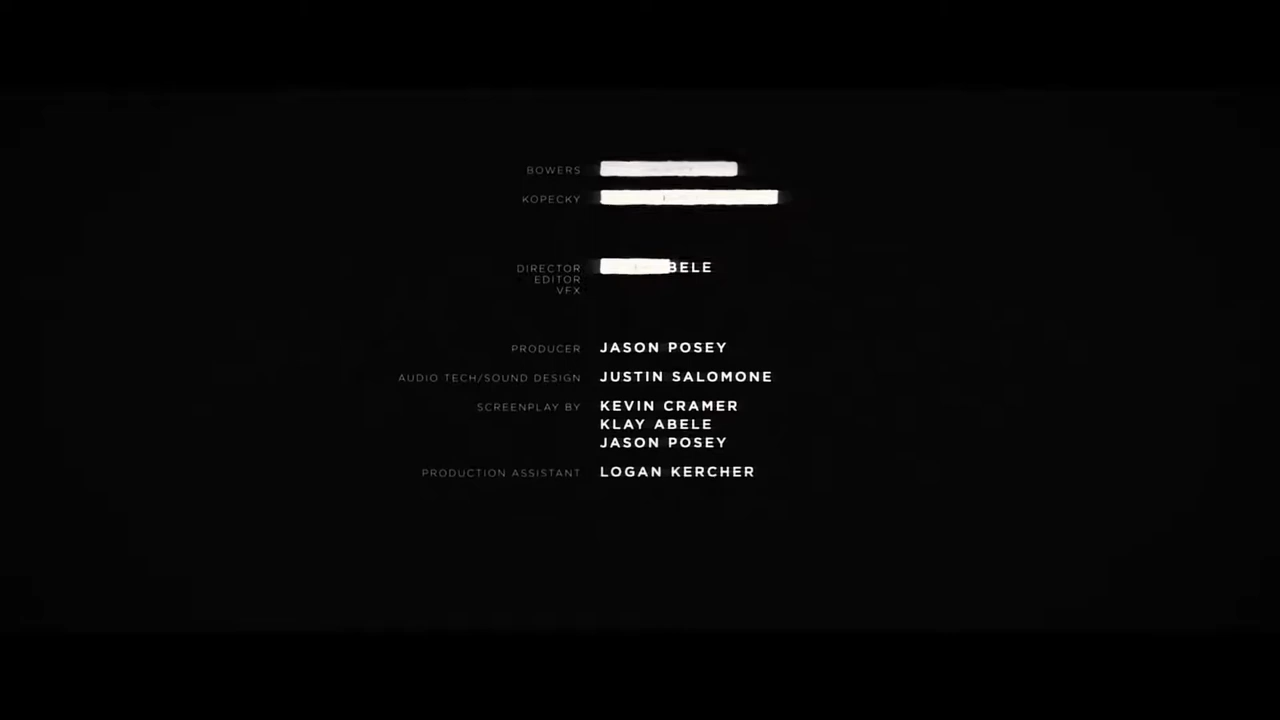 BOWERS
KOPECKY
DIRECTOR BELE
EDITOR
VFX
PRODUCER JASON POSEY
AUDIO TECH/SOUND DESIGN JUSTIN SALOMONE
SCREENPLAY BY KEVIN CRAMER
KLAY ABELE
JASON POSEY
PRODUCTION ASSISTANT LOGAN KERCHER